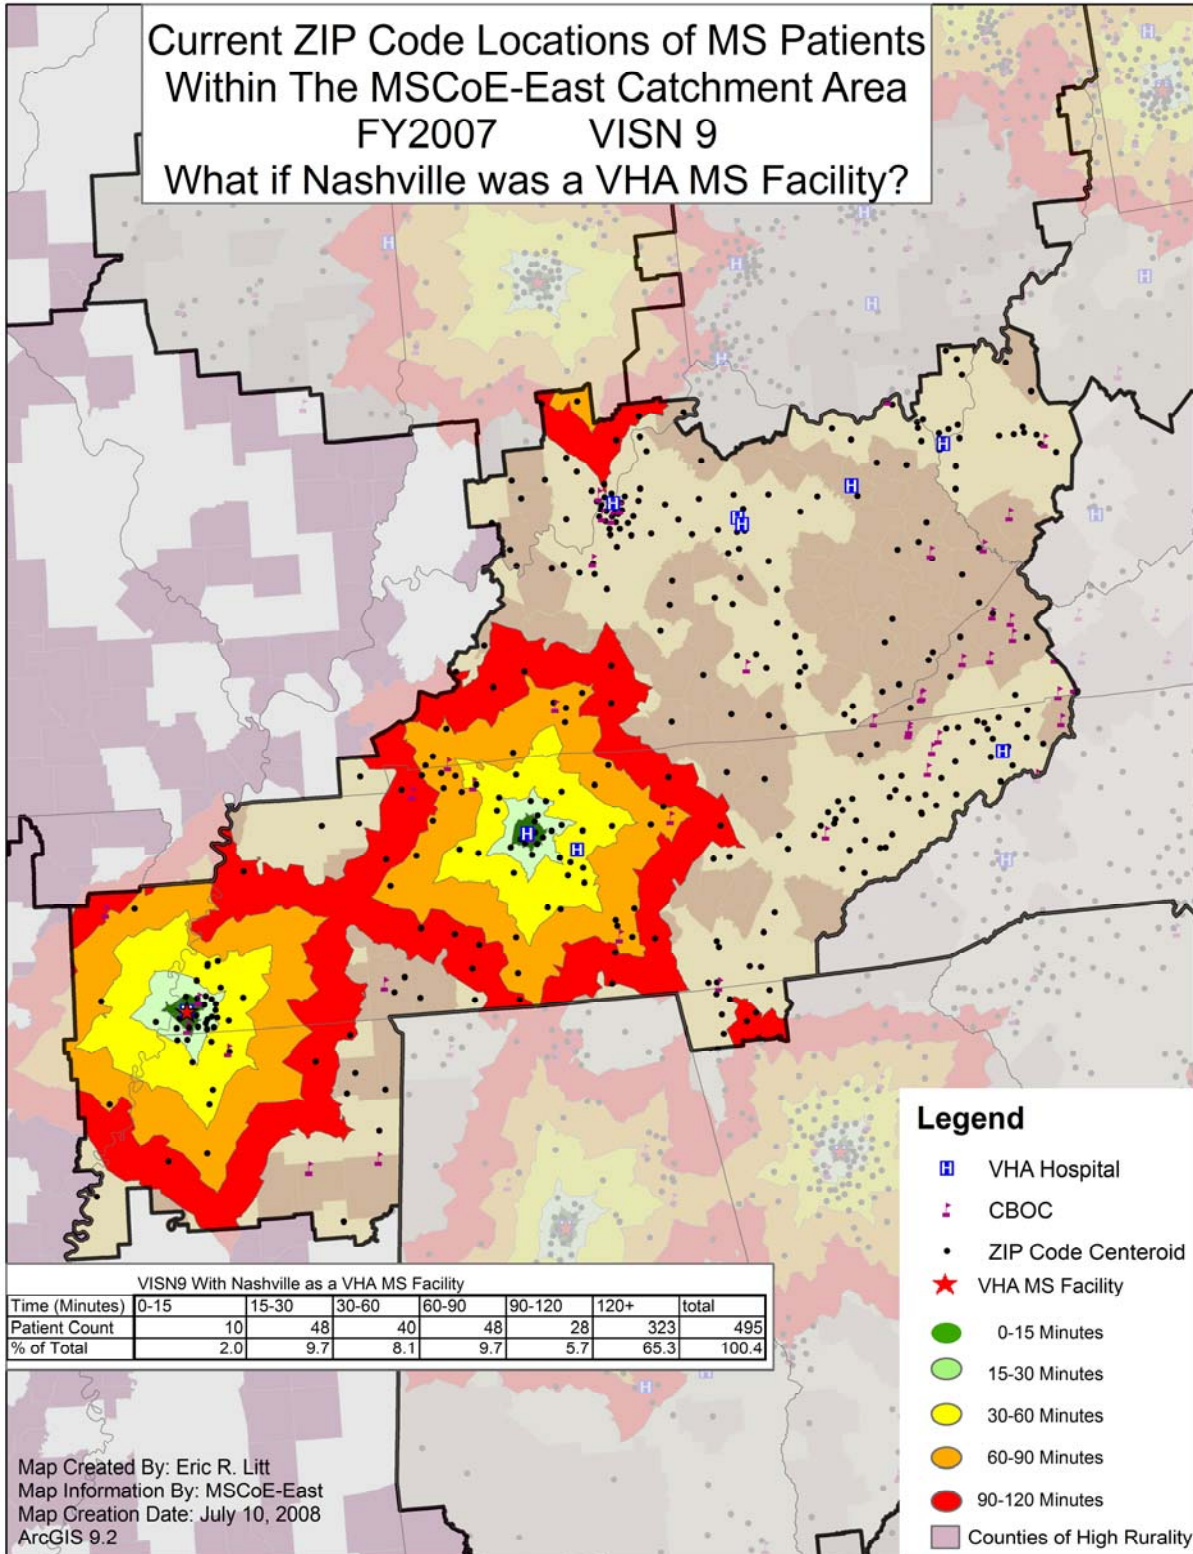 Current ZIP Code Locations of MS Patients
Within The MSCoE-East Catchment Area
FY2007 VISN 9
What if Nashville was a VHA MS Facility?
Legend
H VHA Hospital
CBOC
ZIP Code Centeroid
VHA MS Facility
0-15 Minutes
15-30 Minutes
30-60 Minutes
60-90 Minutes
90-120 Minutes
Counties of High Rurality
VISN9 With Nashville as a VHA MS Facility
Time (Minutes) 0-15 15-30 30-60 60-90 90-120 120+ total
Patient Count 10 48 40 48 28 323 495
% of Total 2.0 9.7 8.1 9.7 5.7 65.3 100.4
Map Created By: Eric R. Litt
Map Information By: MSCoE-East
Map Creation Date: July 10, 2008
ArcGIS 9.2